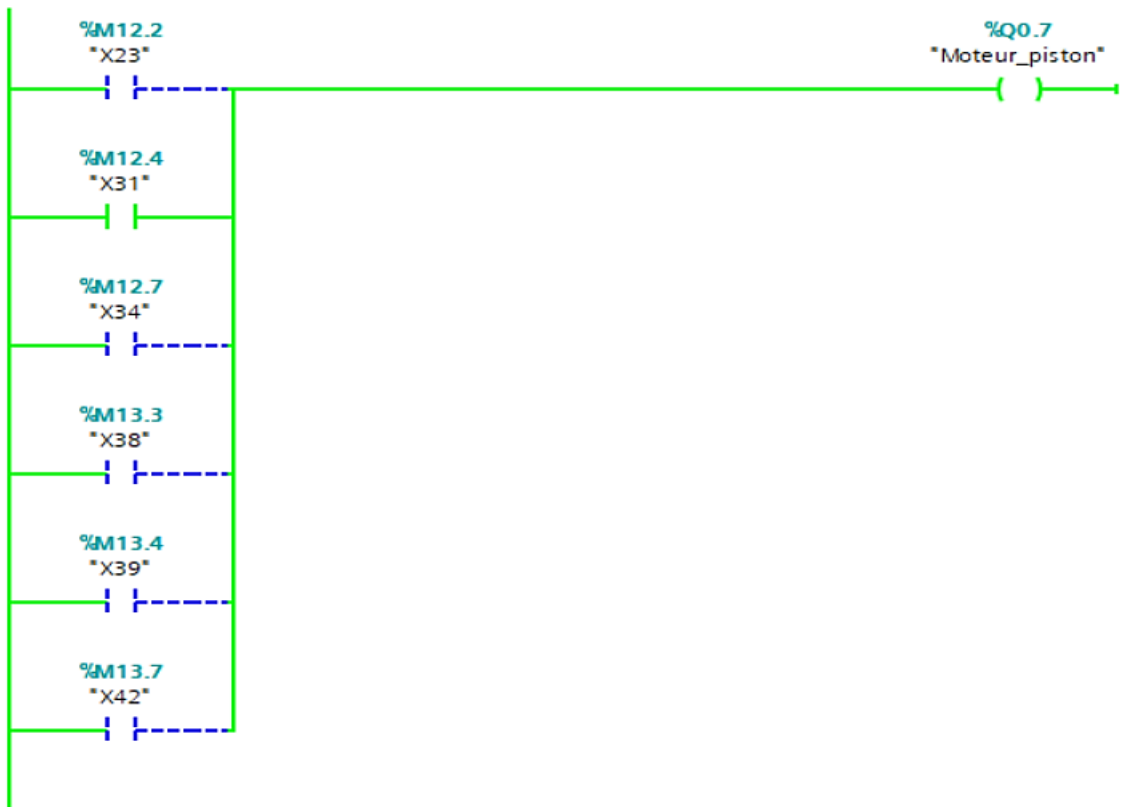 %M12.2
"X23"
%Q0.7
"Moteur_piston"
%M12.4
"X31"
%M12.7
"X34"
%M13.3
"X38"
%M13.4
"X39"
%M13.7
"X42"